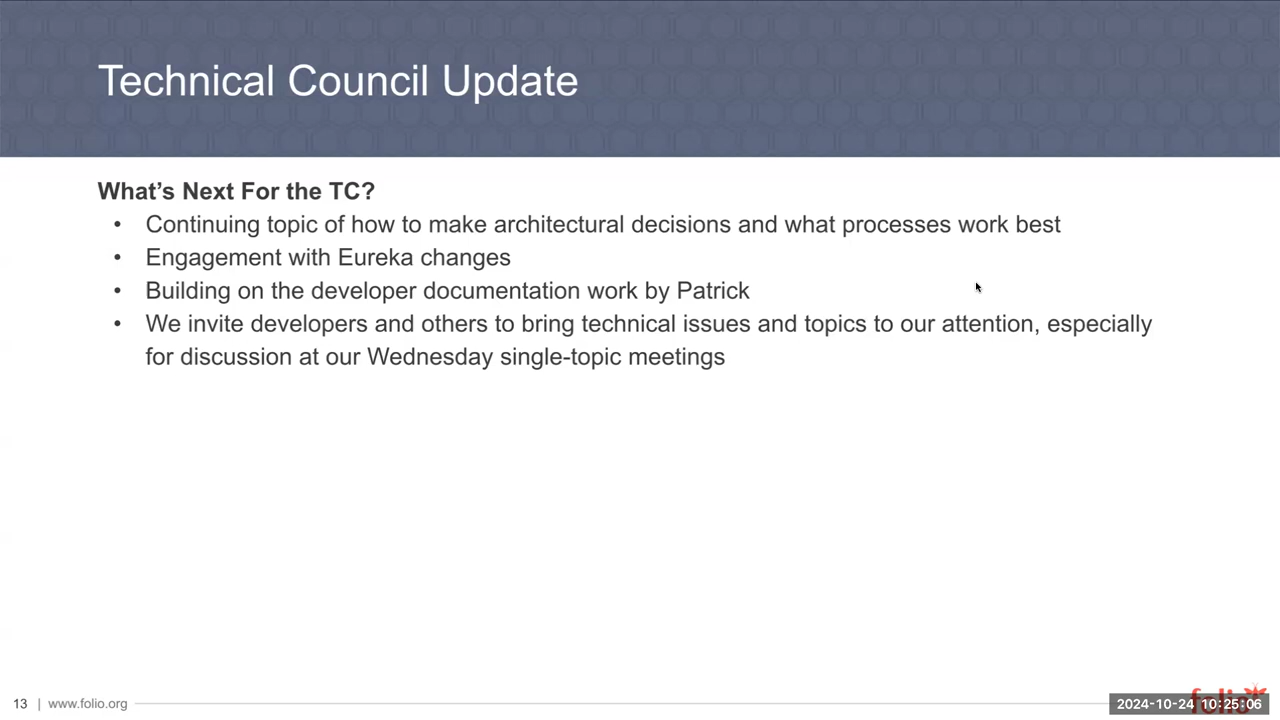 Technical Council Update
What’s Next For the TC?
• Continuing topic of how to make architectural decisions and what processes work best
• Engagement with Eureka changes
• Building on the developer documentation work by Patrick
• We invite developers and others to bring technical issues and topics to our attention, especially
for discussion at our Wednesday single-topic meetings
13 | www.folio.org
folio
2024-10-24 10:25:06